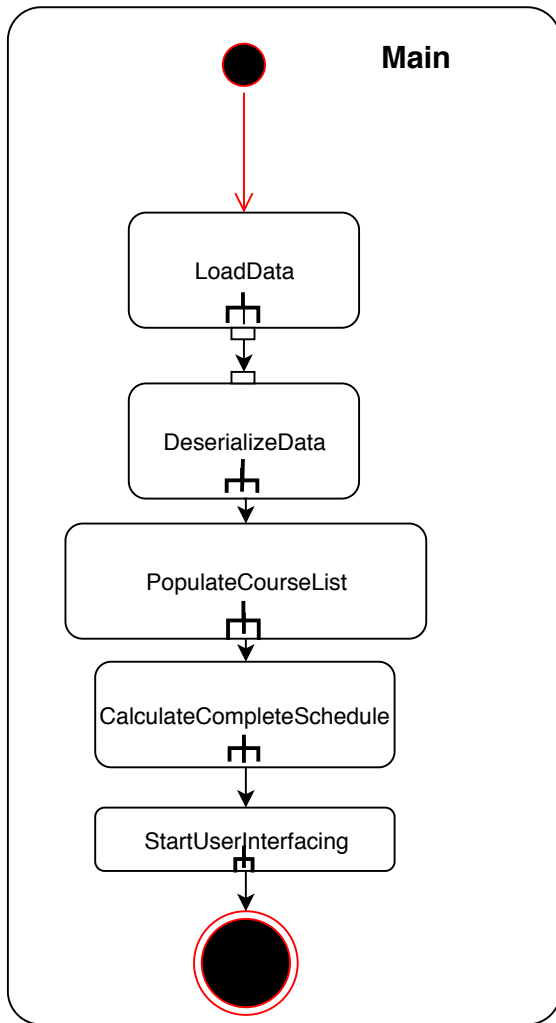 Main
LoadData
DeserializeData
PopulateCourseList
CalculateCompleteSchedule
StartUserInterfacing